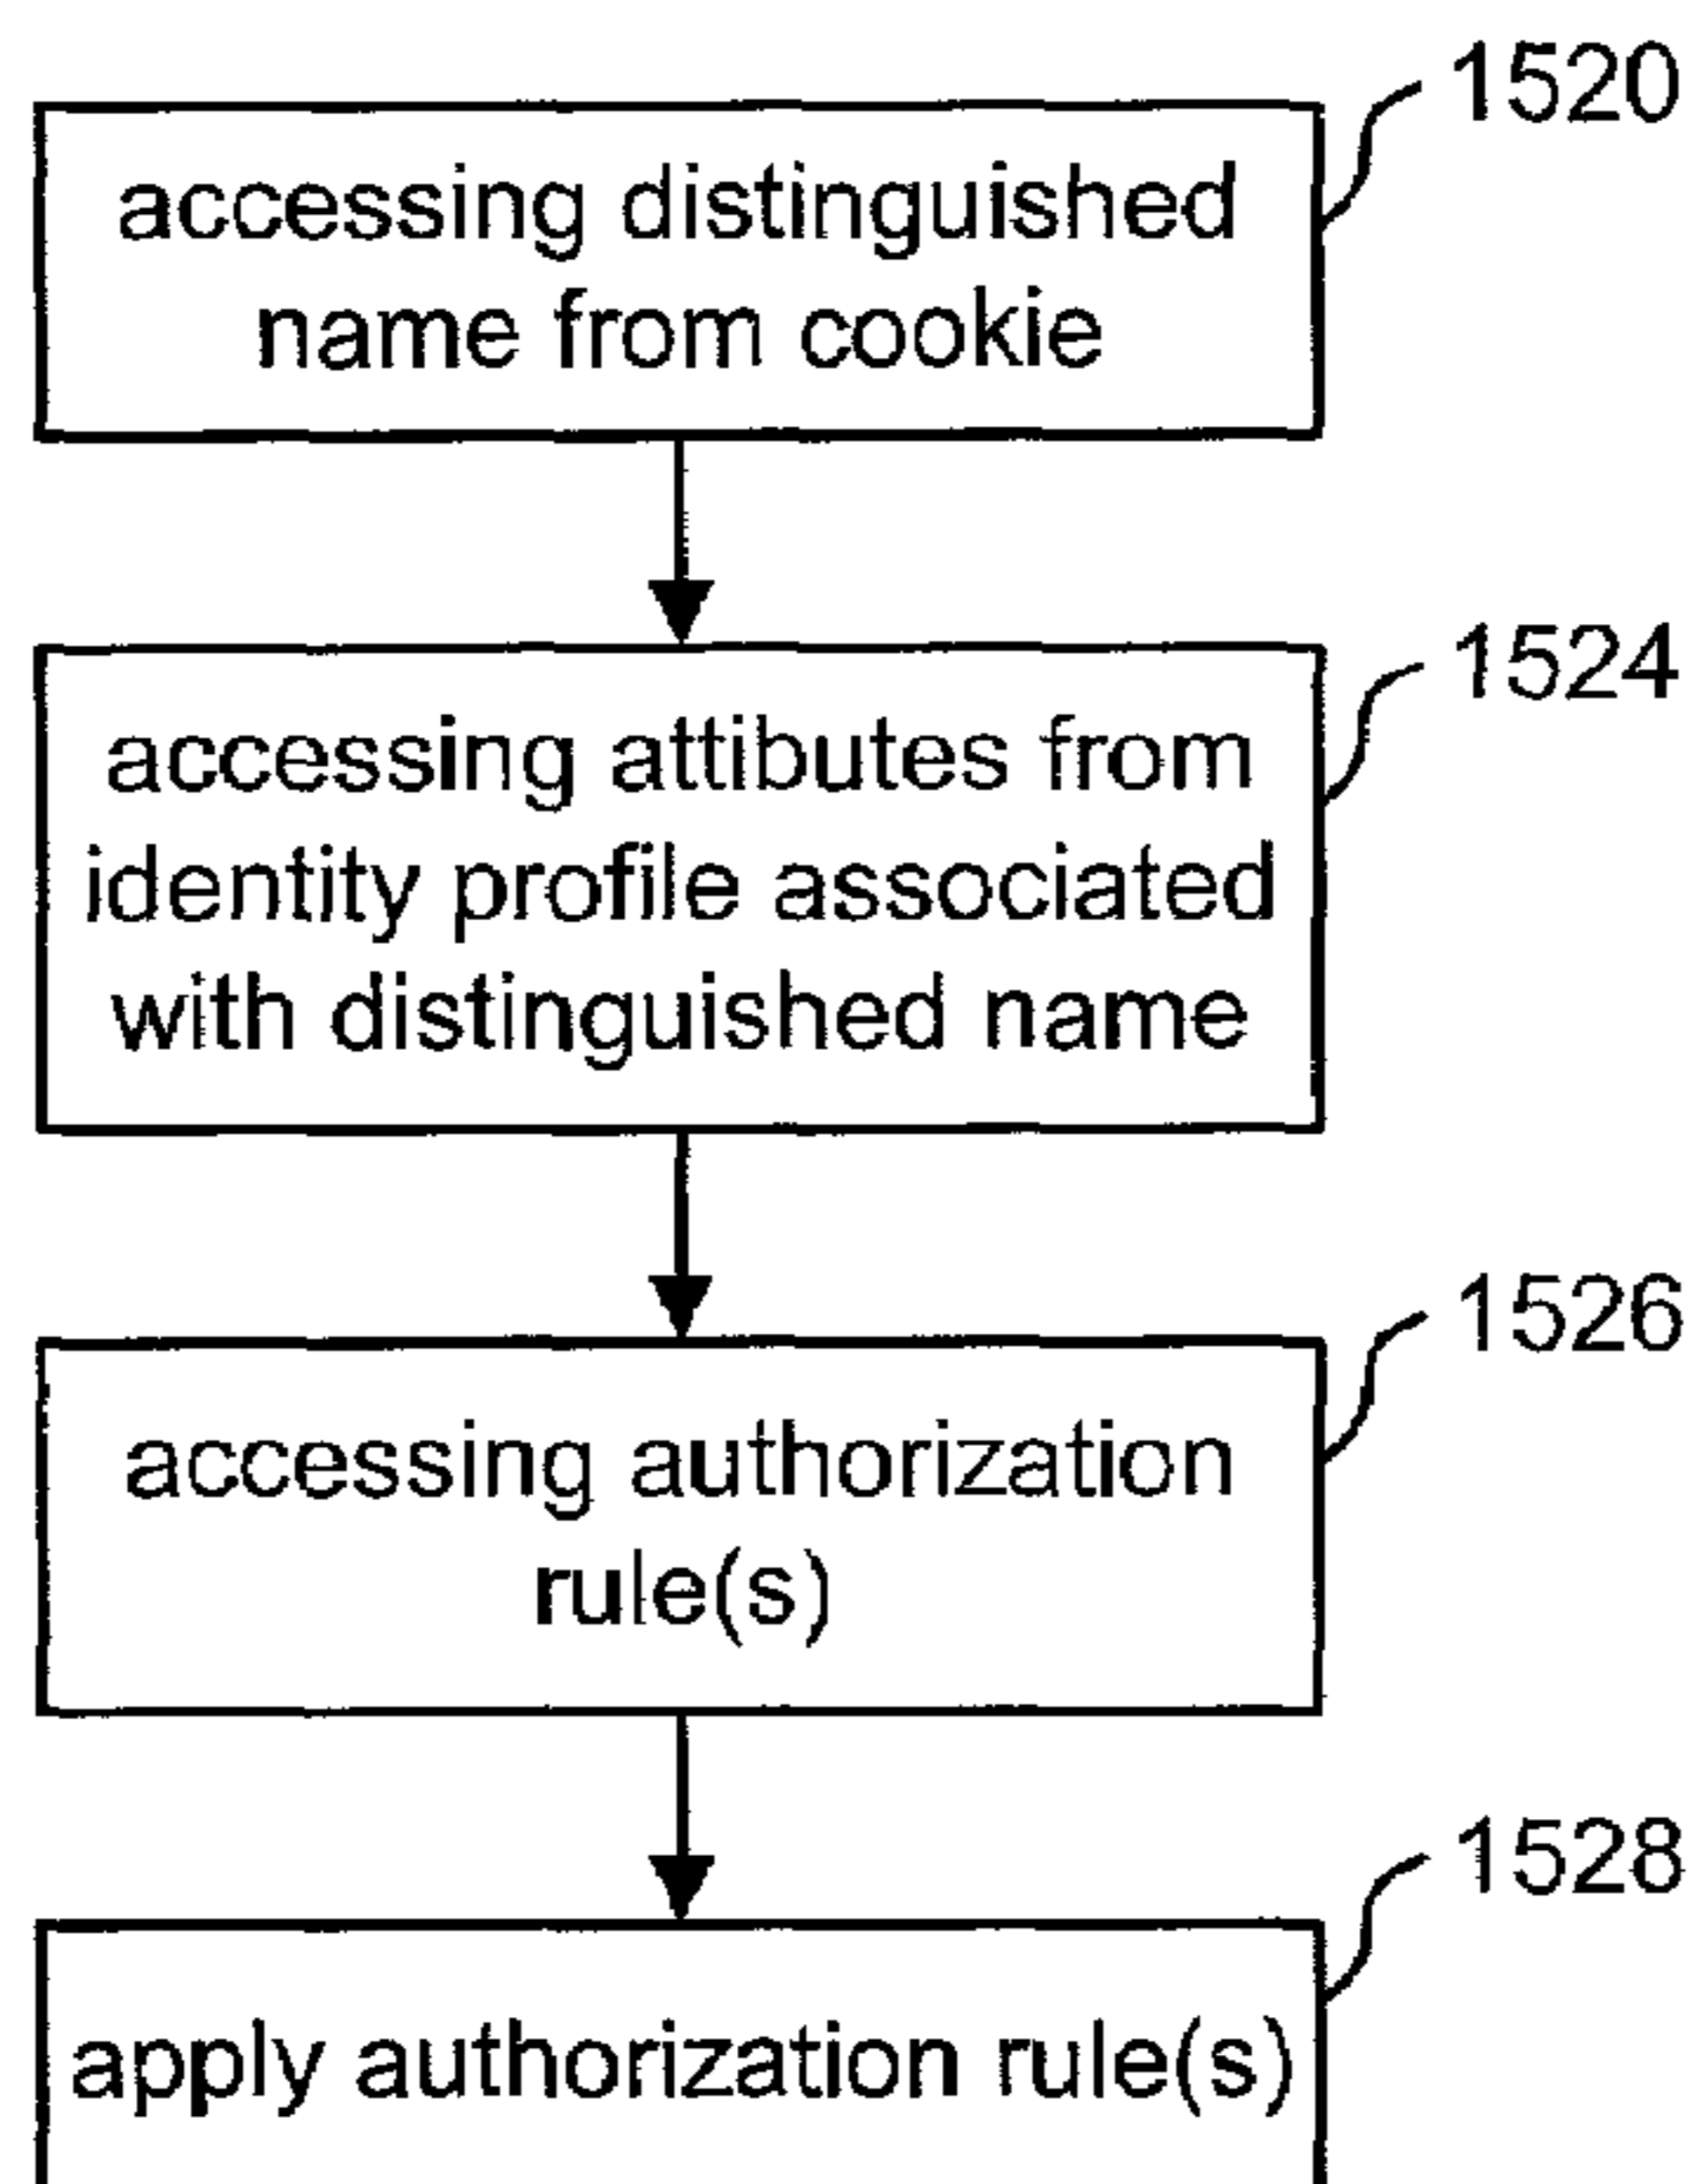 1520
accessing distinguished
name from cookie
1524
accessing attibutes from
identity profile associated
with distinguished name
1526
accessing authorization
rule(s)
1528
apply authorization rule(s)